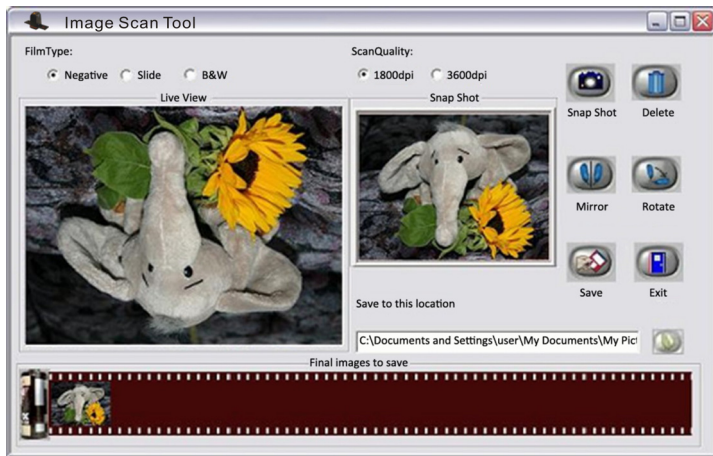 Image Scan Tool
FilmType:
Negative Slide B&W
ScanQuality:
1800dpi 3600dpi
Live View
Snap Shot
Snap Shot Delete
Mirror Rotate
Save Exit
Save to this location
C:\Documents and Settings\user\My Documents\My Pict
Final images to save